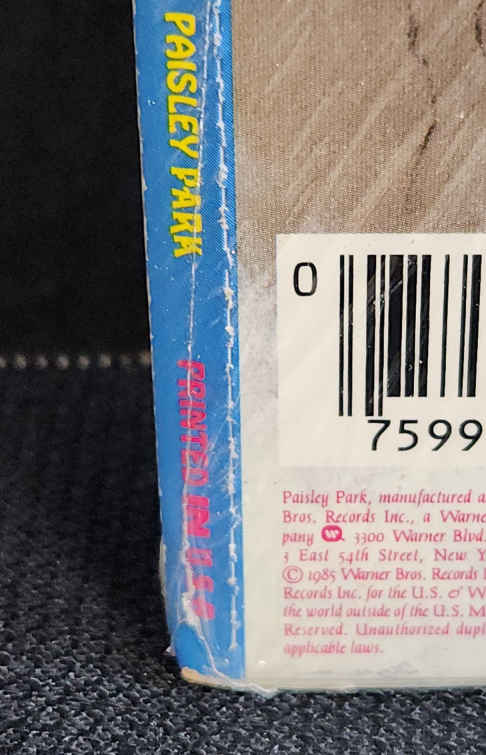 PAISLEY PARK
PRINTED IN U S A
0
7599
Paisley Park, manufactured a
Bros. Records Inc., a Warne
pany W. 3300 Warner Blvd.
3 East 54th Street, New Y
© 1985 Warner Bros. Records I
Records Inc. for the U.S. & W
the world outside of the U.S. M
Reserved. Unauthorized dupl
applicable laws.